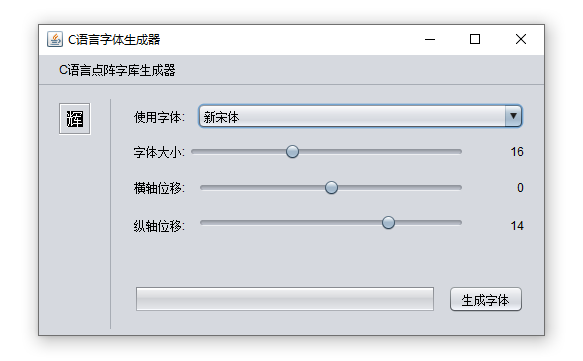 C语言字体生成器
C语言点阵字库生成器
辉
使用字体: 新宋体
字体大小: 16
横轴位移: 0
纵轴位移: 14
生成字体